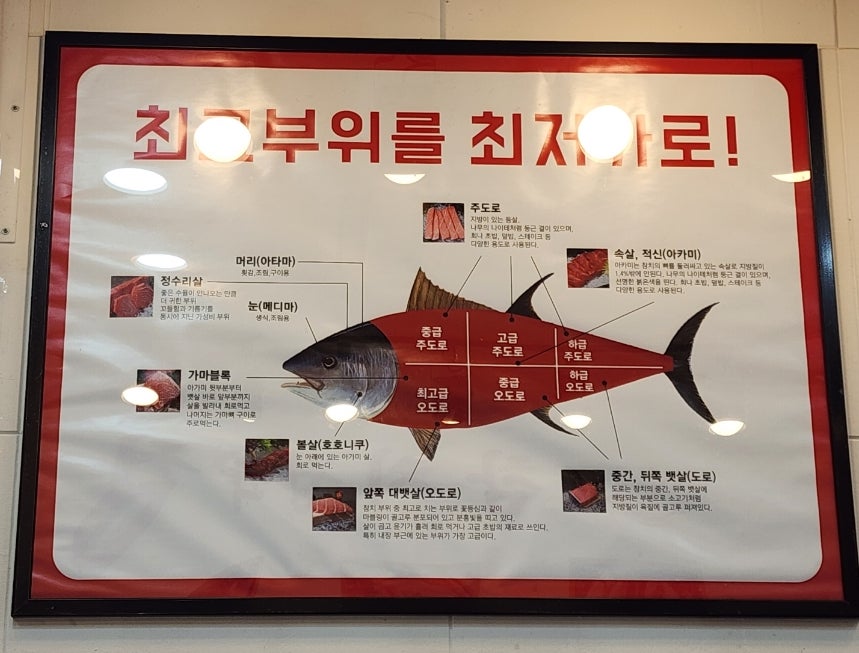 최고부위를 최저가로!
주도로
지방이 있는 등살.
나무의 나이테처럼 둥근 결이 있으며,
회나 초밥, 덮밥, 스테이크 등
다양한 용도로 사용된다.
속살, 적신(아카미)
아카미는 참치의 뼈를 둘러싸고 있는 속살로 지방질이
1.4%밖에 안된다. 나무의 나이테처럼 둥근 결이 있으며,
선명한 붉은색을 띈다. 회나 초밥, 덮밥, 스테이크 등
다양한 용도로 사용된다.
머리(아타마)
횟감,조림,구이용
정수리살
좋은 수율이 안나오는 만큼
더 귀한 부위
꼬들함과 기름기를
동시에 지닌 가성비 부위
눈(메디마)
생식,조림용
중급
주도로
고급
주도로
하급
주도로
최고급
오도로
중급
오도로
하급
오도로
가마블록
아가미 뒷부분부터
뱃살 바로 앞부분까지
살을 발라내 회로먹고
나머지는 가마뼈 구이로
주로먹는다.
볼살(호호니쿠)
눈 아래에 있는 아가미 살.
회로 먹는다.
앞쪽 대뱃살(오도로)
참치 부위 중 최고로 치는 부위로 꽃등심과 같이
마블링이 골고루 분포되어 있고 분홍빛을 띠고 있다.
살이 곱고 윤기가 흘러 회로 먹거나 고급 초밥의 재료로 쓰인다.
특히 내장 부근에 있는 부위가 가장 고급이다.
중간, 뒤쪽 뱃살(도로)
도로는 참치의 중간, 뒤쪽 뱃살에
해당되는 부분으로 소고기처럼
지방질이 육질에 골고루 퍼져있다.